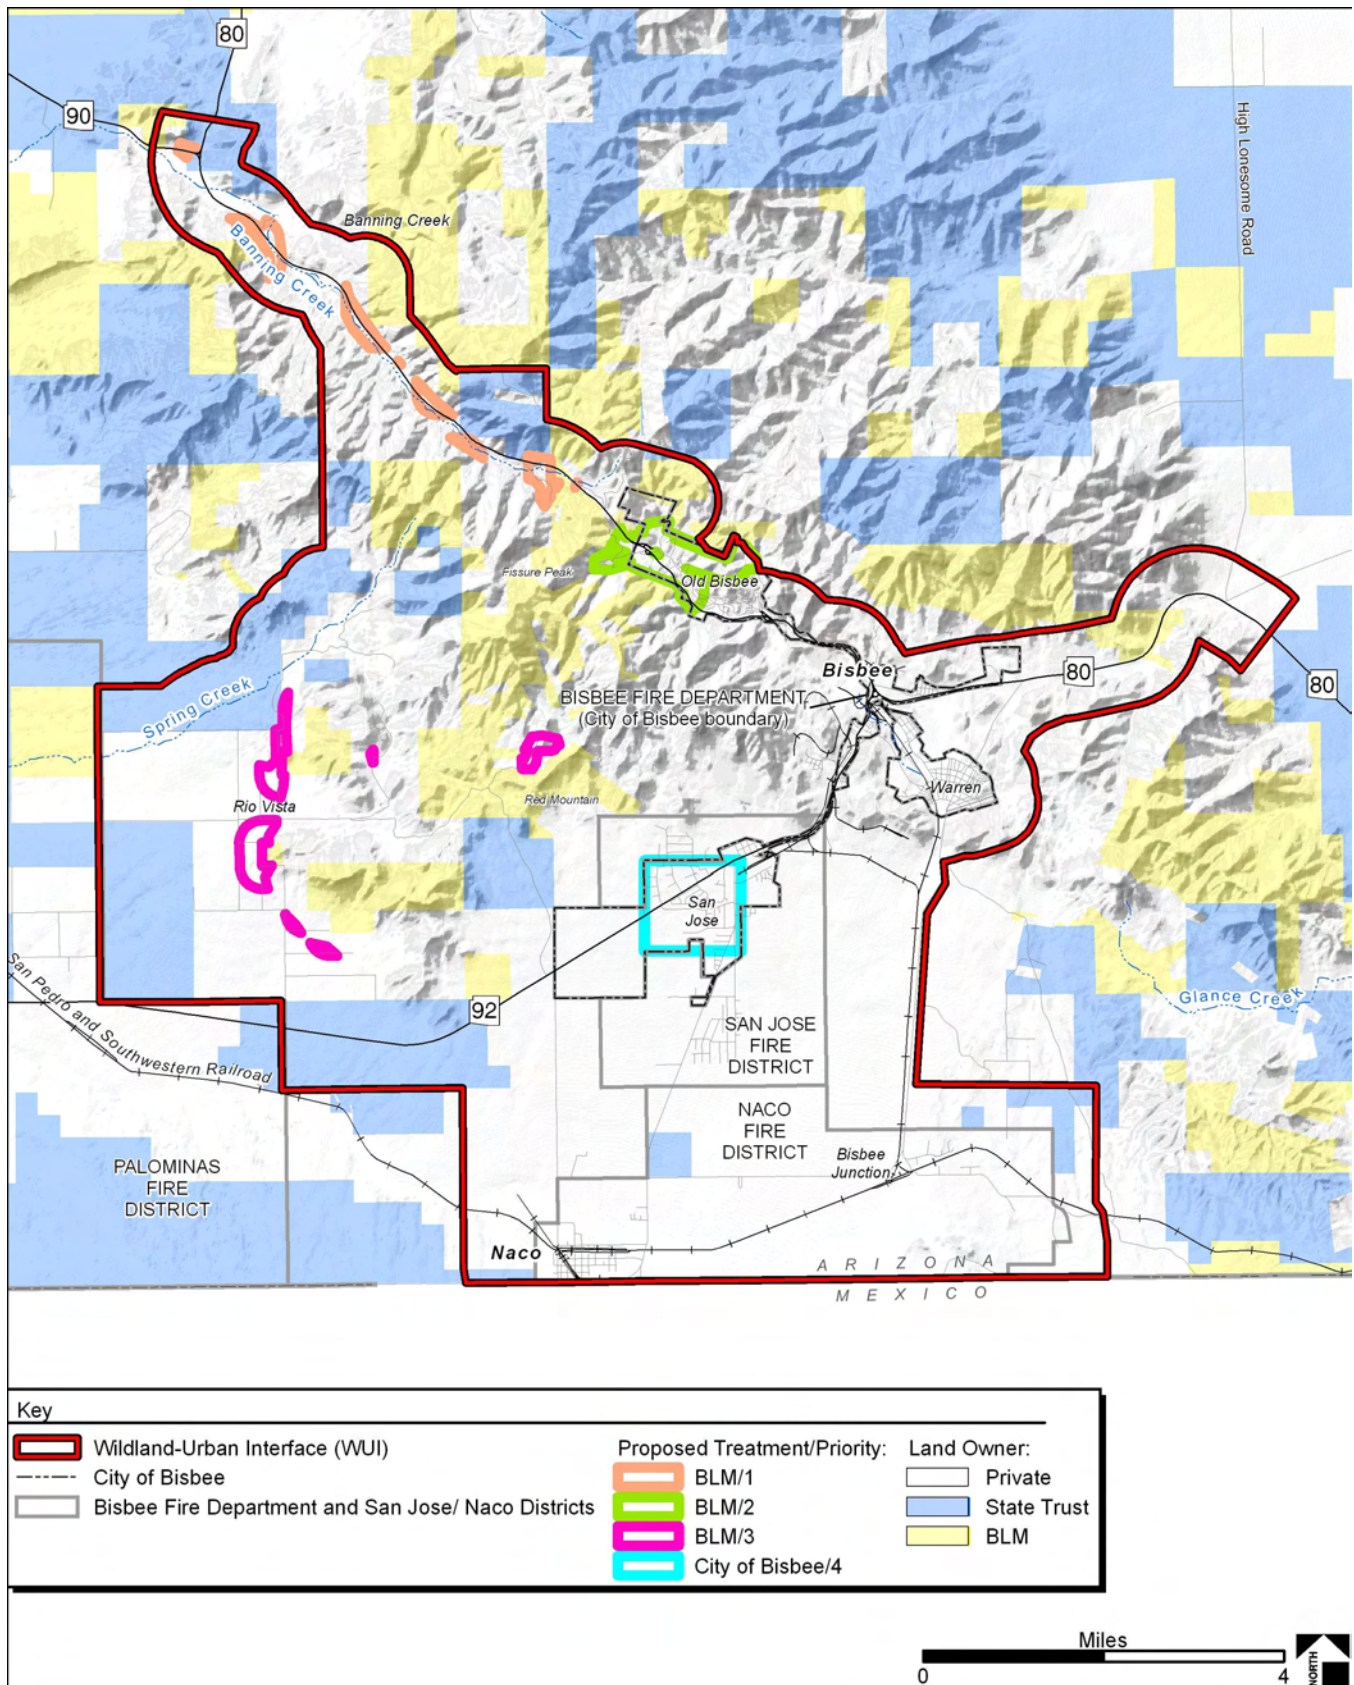 80
90
High Lonesome Road
Banning Creek
Banning Creek
Fissure Peak
Old Bisbee
Bisbee
80
80
BISBEE FIRE DEPARTMENT
(City of Bisbee boundary)
Spring Creek
Warren
Rio Vista
Red Mountain
San
Jose
San Pedro and Southwestern Railroad
92
Glance Creek
SAN JOSE
FIRE
DISTRICT
NACO
FIRE
DISTRICT
Bisbee
Junction
PALOMINAS
FIRE
DISTRICT
Naco
ARIZONA
MEXICO
Key
Wildland-Urban Interface (WUI)
City of Bisbee
Bisbee Fire Department and San Jose/ Naco Districts
Proposed Treatment/Priority:
BLM/1
BLM/2
BLM/3
City of Bisbee/4
Land Owner:
Private
State Trust
BLM
Miles
0 4
NORTH